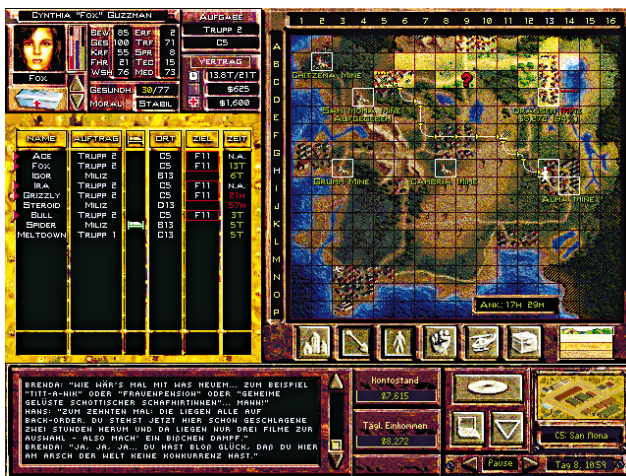 Cynthia "Fox" Guzzman
Aufgabe
Trupp 2
C5
Bew 85 Erf 2
Ges 100 Trf 71
Krf 55 Spr 8
Fhr 21 Tec 15
Wsh 76 Med 73
Vertrag
13.8T/21T
$625
$1,600
Fox
Gesundh. 30/77
Moral Stabil
Name Auftrag Ort Ziel Zeit
Ace Trupp 2 C5 F11 N.A.
Fox Trupp 2 C5 F11 13T
Igor Miliz B13 6T
Ira Trupp 2 C5 F11 N.A.
Grizzly Trupp 2 C5 F11 21H
Steroid Miliz D13 57H
Bull Trupp 2 C5 F11 3T
Spider Miliz B13 5T
Meltdown Trupp 1 C13 5T
1 2 3 4 5 6 7 8 9 10 11 12 13 14 15 16
A
B
C
D
E
F
G
H
I
J
K
L
M
N
O
P
Chitzena Mine
San Mona Mine
Aufgegeben
?
Grumm Mine
Cambria Mine
Alma Mine
Ank.: 17H 29M
Brenda: "Wie wär's mal mit was neuem... zum Beispiel
"Titt-a-nik" oder "Frauenpension" oder "Geheime
Gelüste schottischer Schafhirtinnen"... Mann!"
Hans: "Zum zehnten Mal: Die liegen alle auf
Back-Order. Du stehst jetzt hier schon geschlagene
zwei Stunden herum und da liegen nur drei Filme zur
Auswahl - also mach' ein bißchen Dampf."
Brenda: "Ja, ja, ja... Du hast bloß Glück, daß du hier
am Arsch der Welt keine Konkurrenz hast."
Kontostand
$7,615
Tägl. Einkommen
$8,272
C5: San Mona
Pause
Tag 8, 10:59